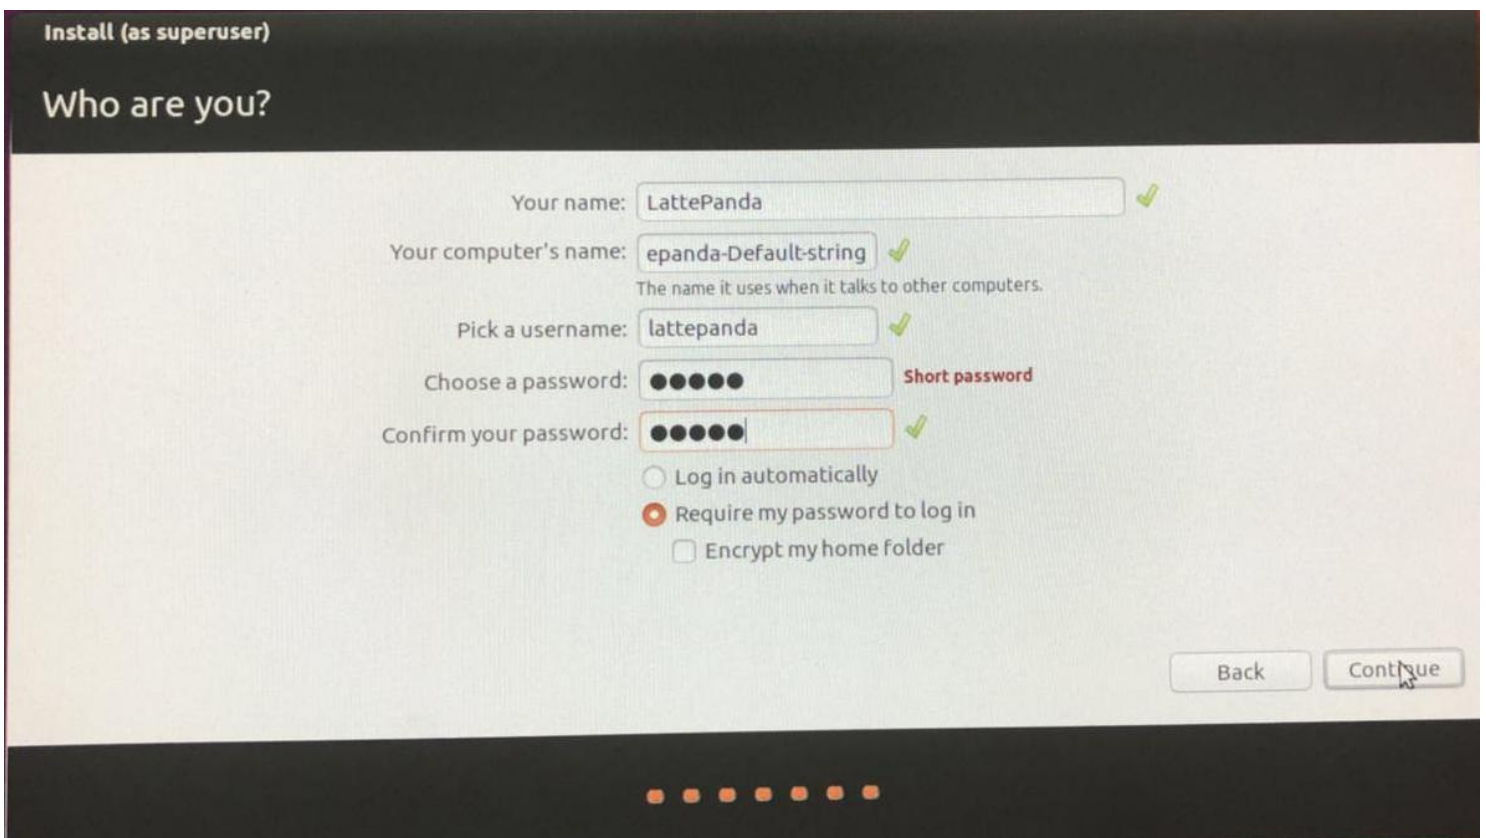 Install (as superuser)
Who are you?
Your name: LattePanda
Your computer's name: epanda-Default-string
The name it uses when it talks to other computers.
Pick a username: lattepanda
Choose a password: ●●●●● Short password
Confirm your password: ●●●●●
Log in automatically
Require my password to log in
Encrypt my home folder
Back Continue